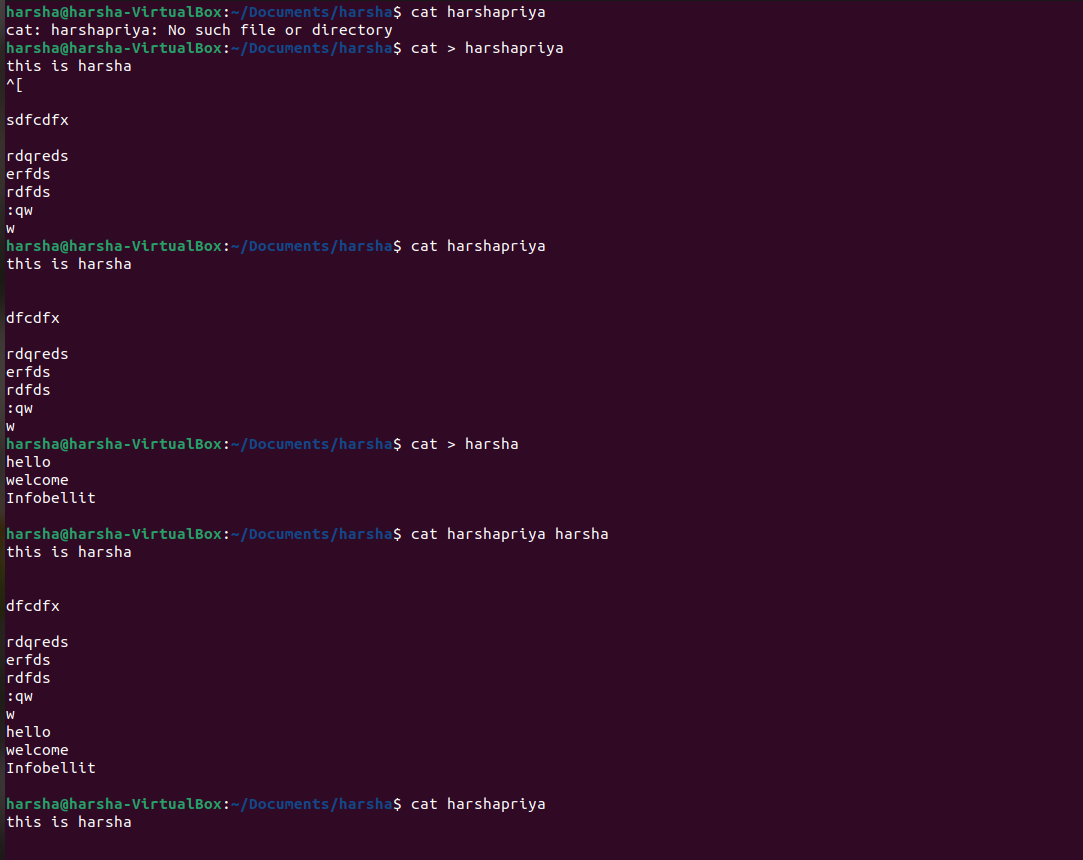 harsha@harsha-VirtualBox:~/Documents/harsha$ cat harshapriya
cat: harshapriya: No such file or directory
harsha@harsha-VirtualBox:~/Documents/harsha$ cat > harshapriya
this is harsha
^[
sdfcdfx
rdqreds
erfds
rdfds
:qw
w
harsha@harsha-VirtualBox:~/Documents/harsha$ cat harshapriya
this is harsha
dfcdfx
rdqreds
erfds
rdfds
:qw
w
harsha@harsha-VirtualBox:~/Documents/harsha$ cat > harsha
hello
welcome
Infobellit
harsha@harsha-VirtualBox:~/Documents/harsha$ cat harshapriya harsha
this is harsha
dfcdfx
rdqreds
erfds
rdfds
:qw
w
hello
welcome
Infobellit
harsha@harsha-VirtualBox:~/Documents/harsha$ cat harshapriya
this is harsha